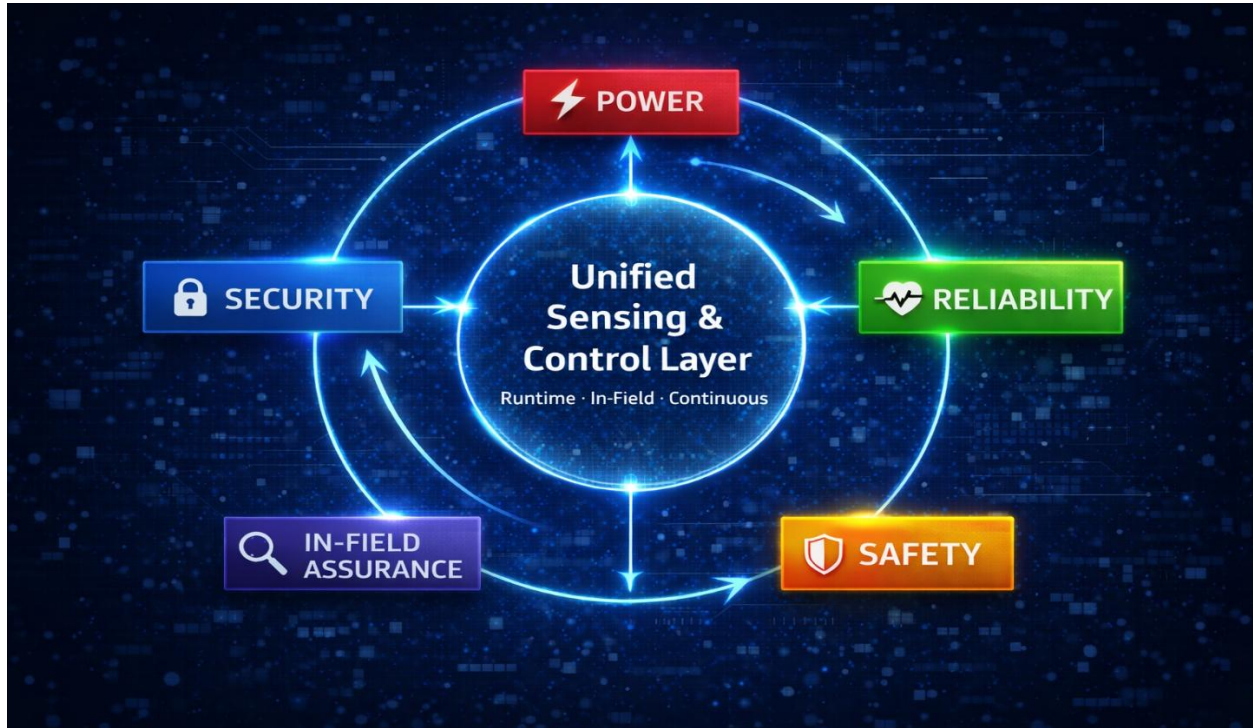 POWER
SECURITY
Unified
Sensing &
Control Layer
Runtime · In-Field · Continuous
RELIABILITY
IN-FIELD
ASSURANCE
SAFETY